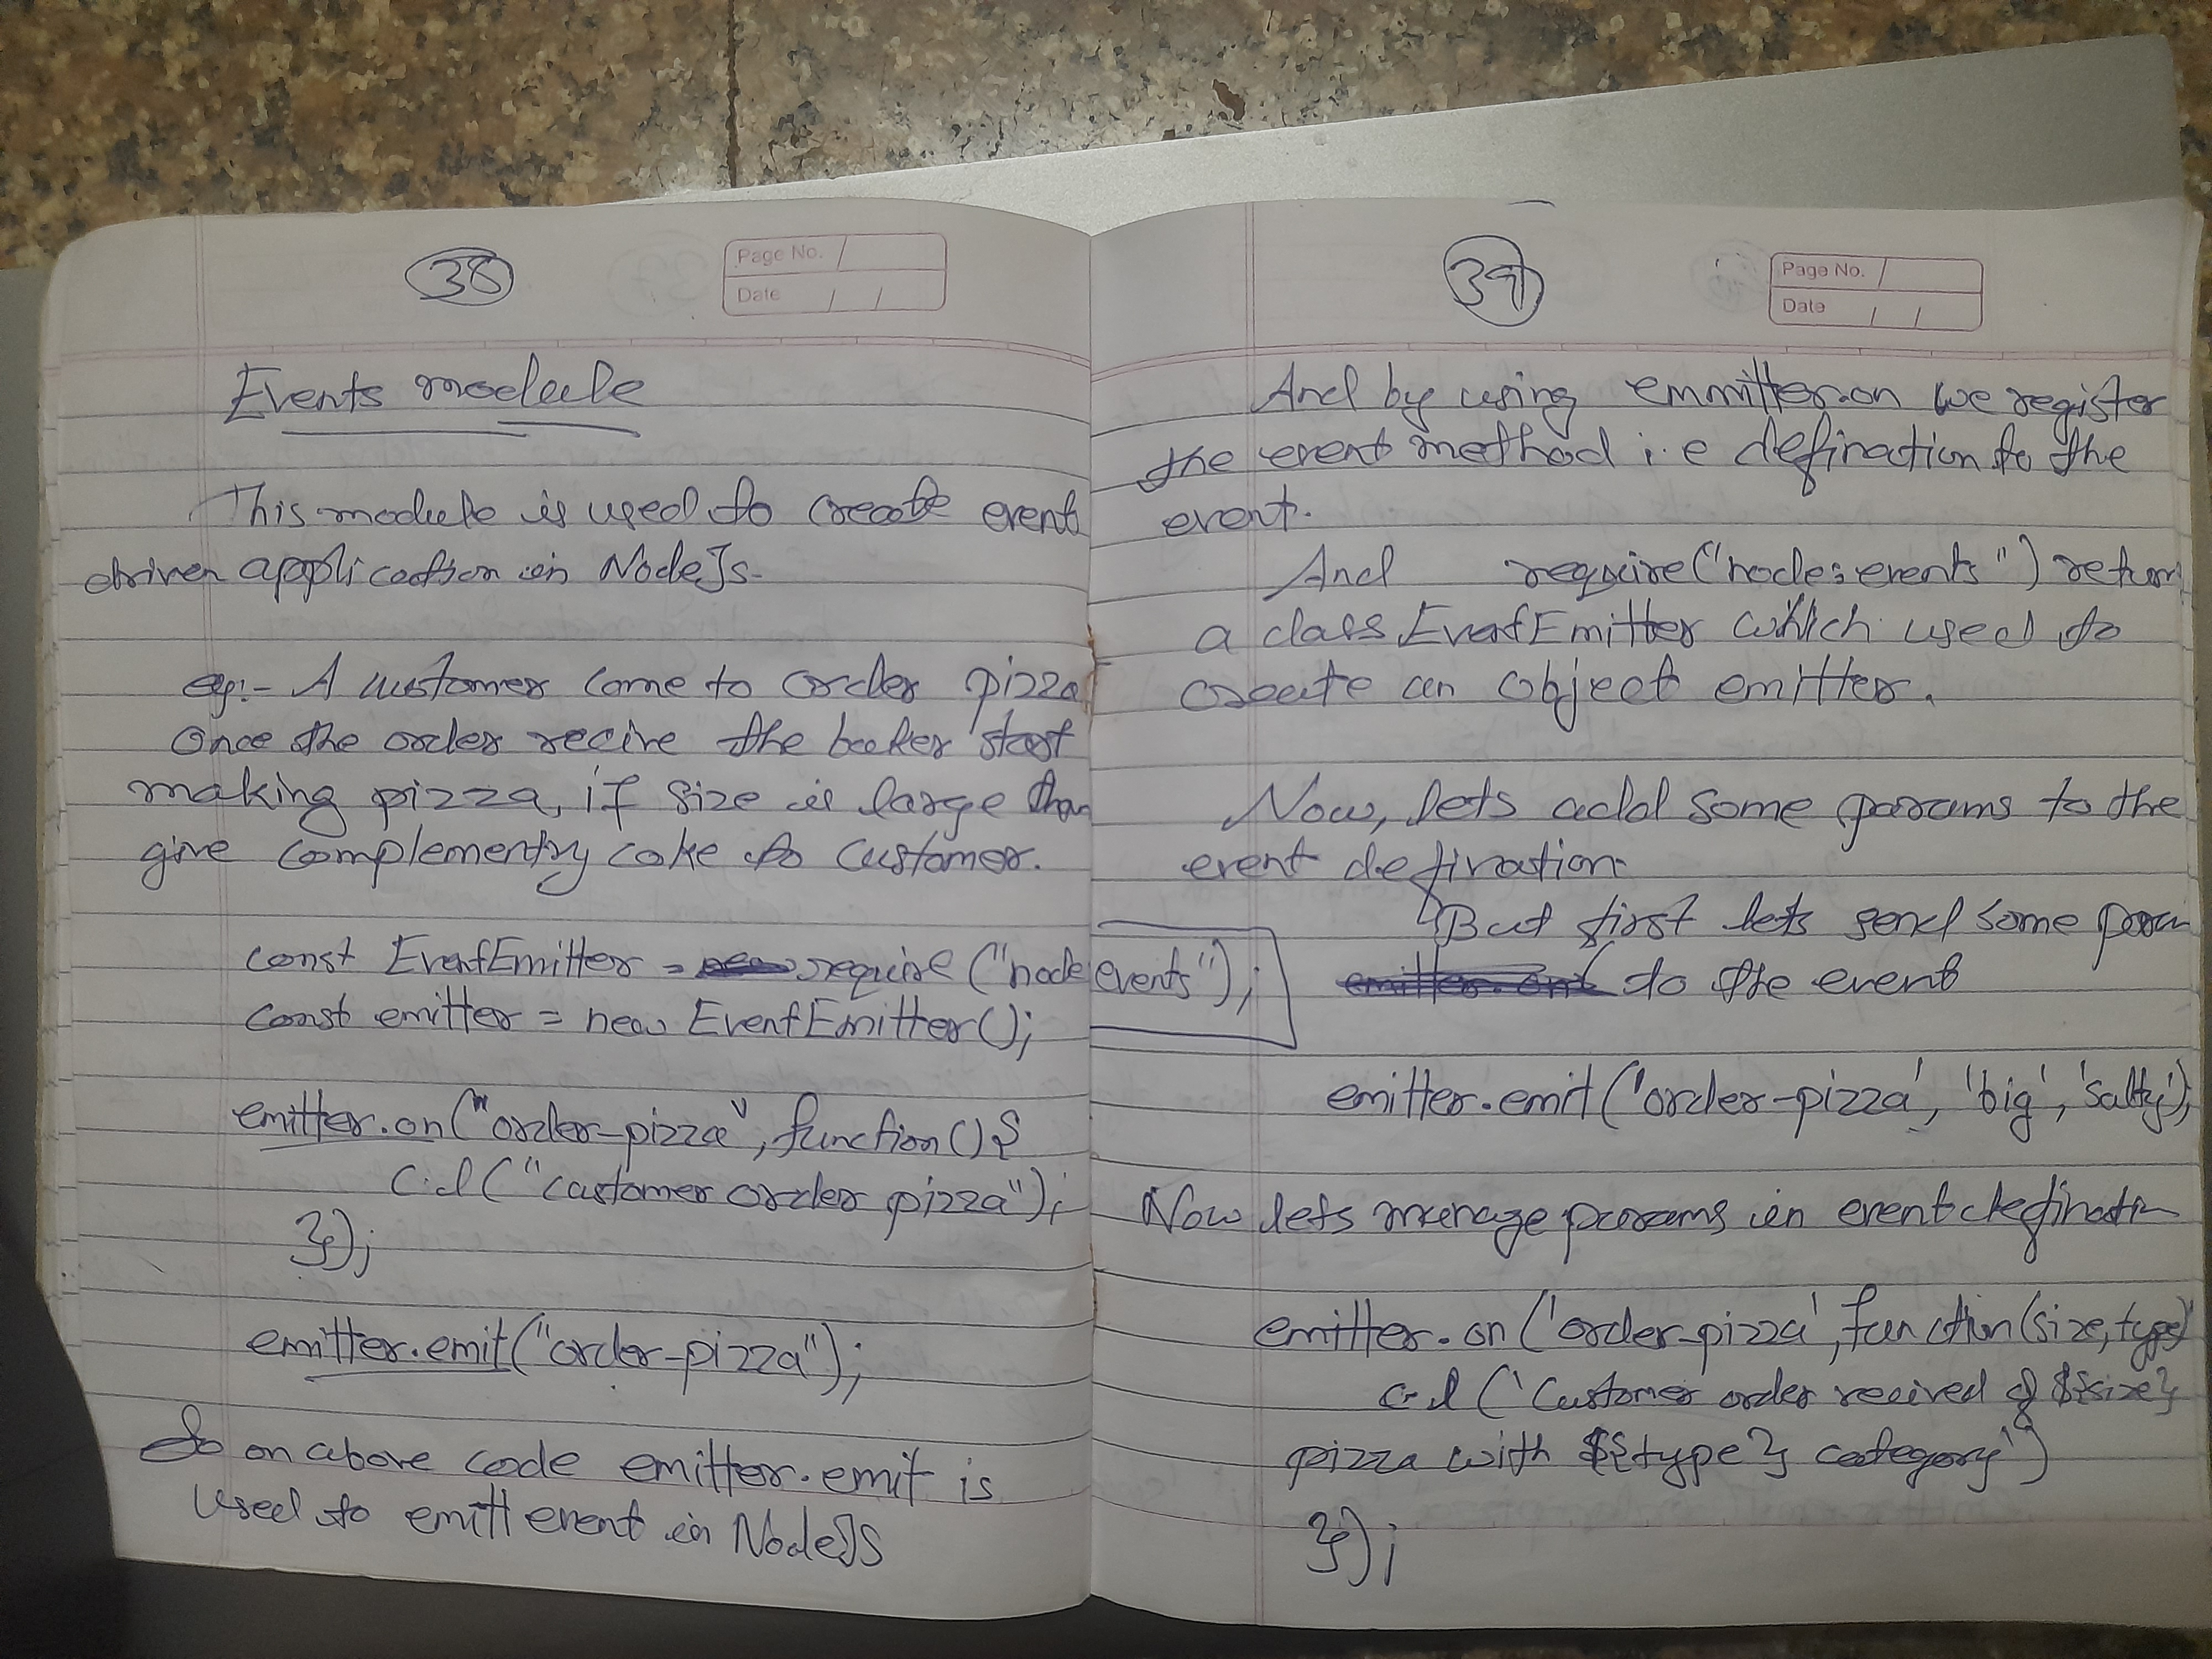 38
Page No.
Date / /
Events module
This module is used to create event
driven application in NodeJs.
eg:- A customer come to order pizza
Once the order recive the baker start
making pizza, if size is large than
give complementry coke to customer.
const EventEmitter = require ("node:events");
const emitter = new EventEmitter();
emitter.on("order-pizza", function(){
c.l("customer order pizza");
});
emitter.emit("order-pizza");
So on above code emitter.emit is
used to emitt event in NodeJS
39
Page No.
Date / /
And by using emmitter.on we register
the event method i.e defination to the
event.
And require("node:events") return
a class EventEmitter which used to
create an object emitter.
Now, lets add some params to the
event defination.
But first lets send some param
to the event
emitter.emit('order-pizza', 'big', 'salty');
Now lets manage params in event defination
emitter.on('order-pizza', function(size, type)
c.l('Customer order recived of ${size}
pizza with ${type} category')
});